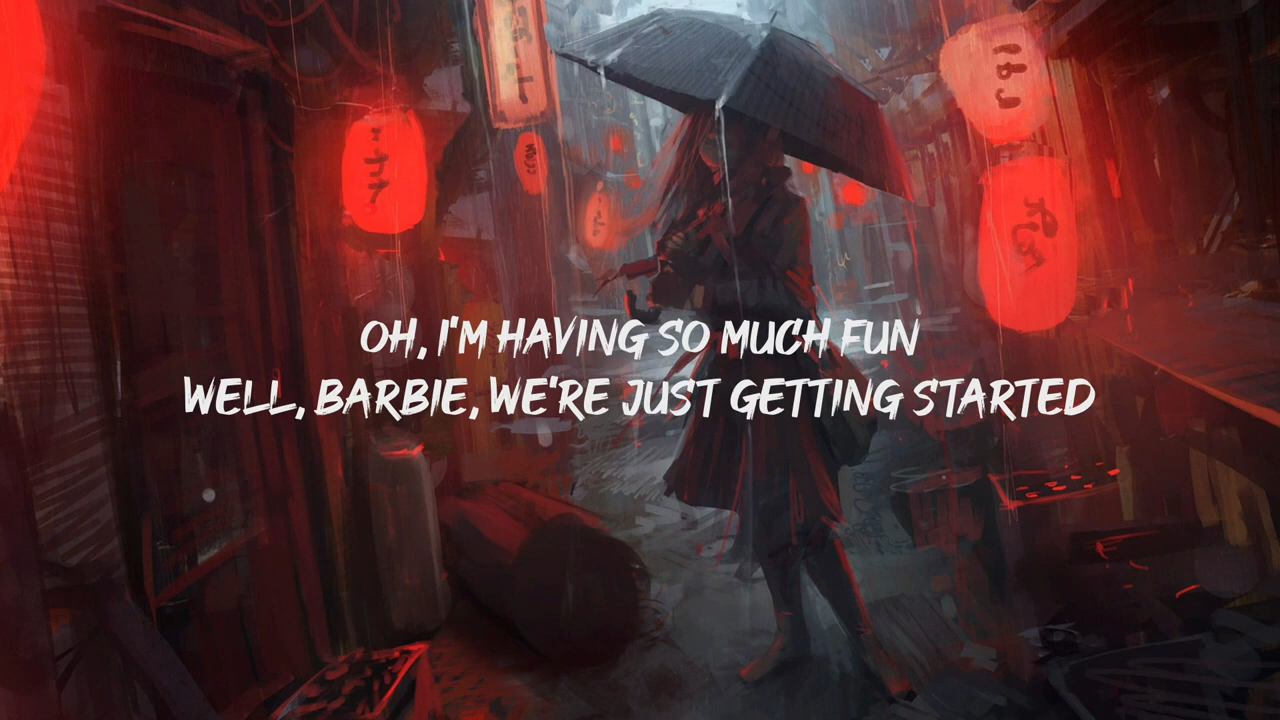 OH, I'M HAVING SO MUCH FUN
WELL, BARBIE, WE'RE JUST GETTING STARTED